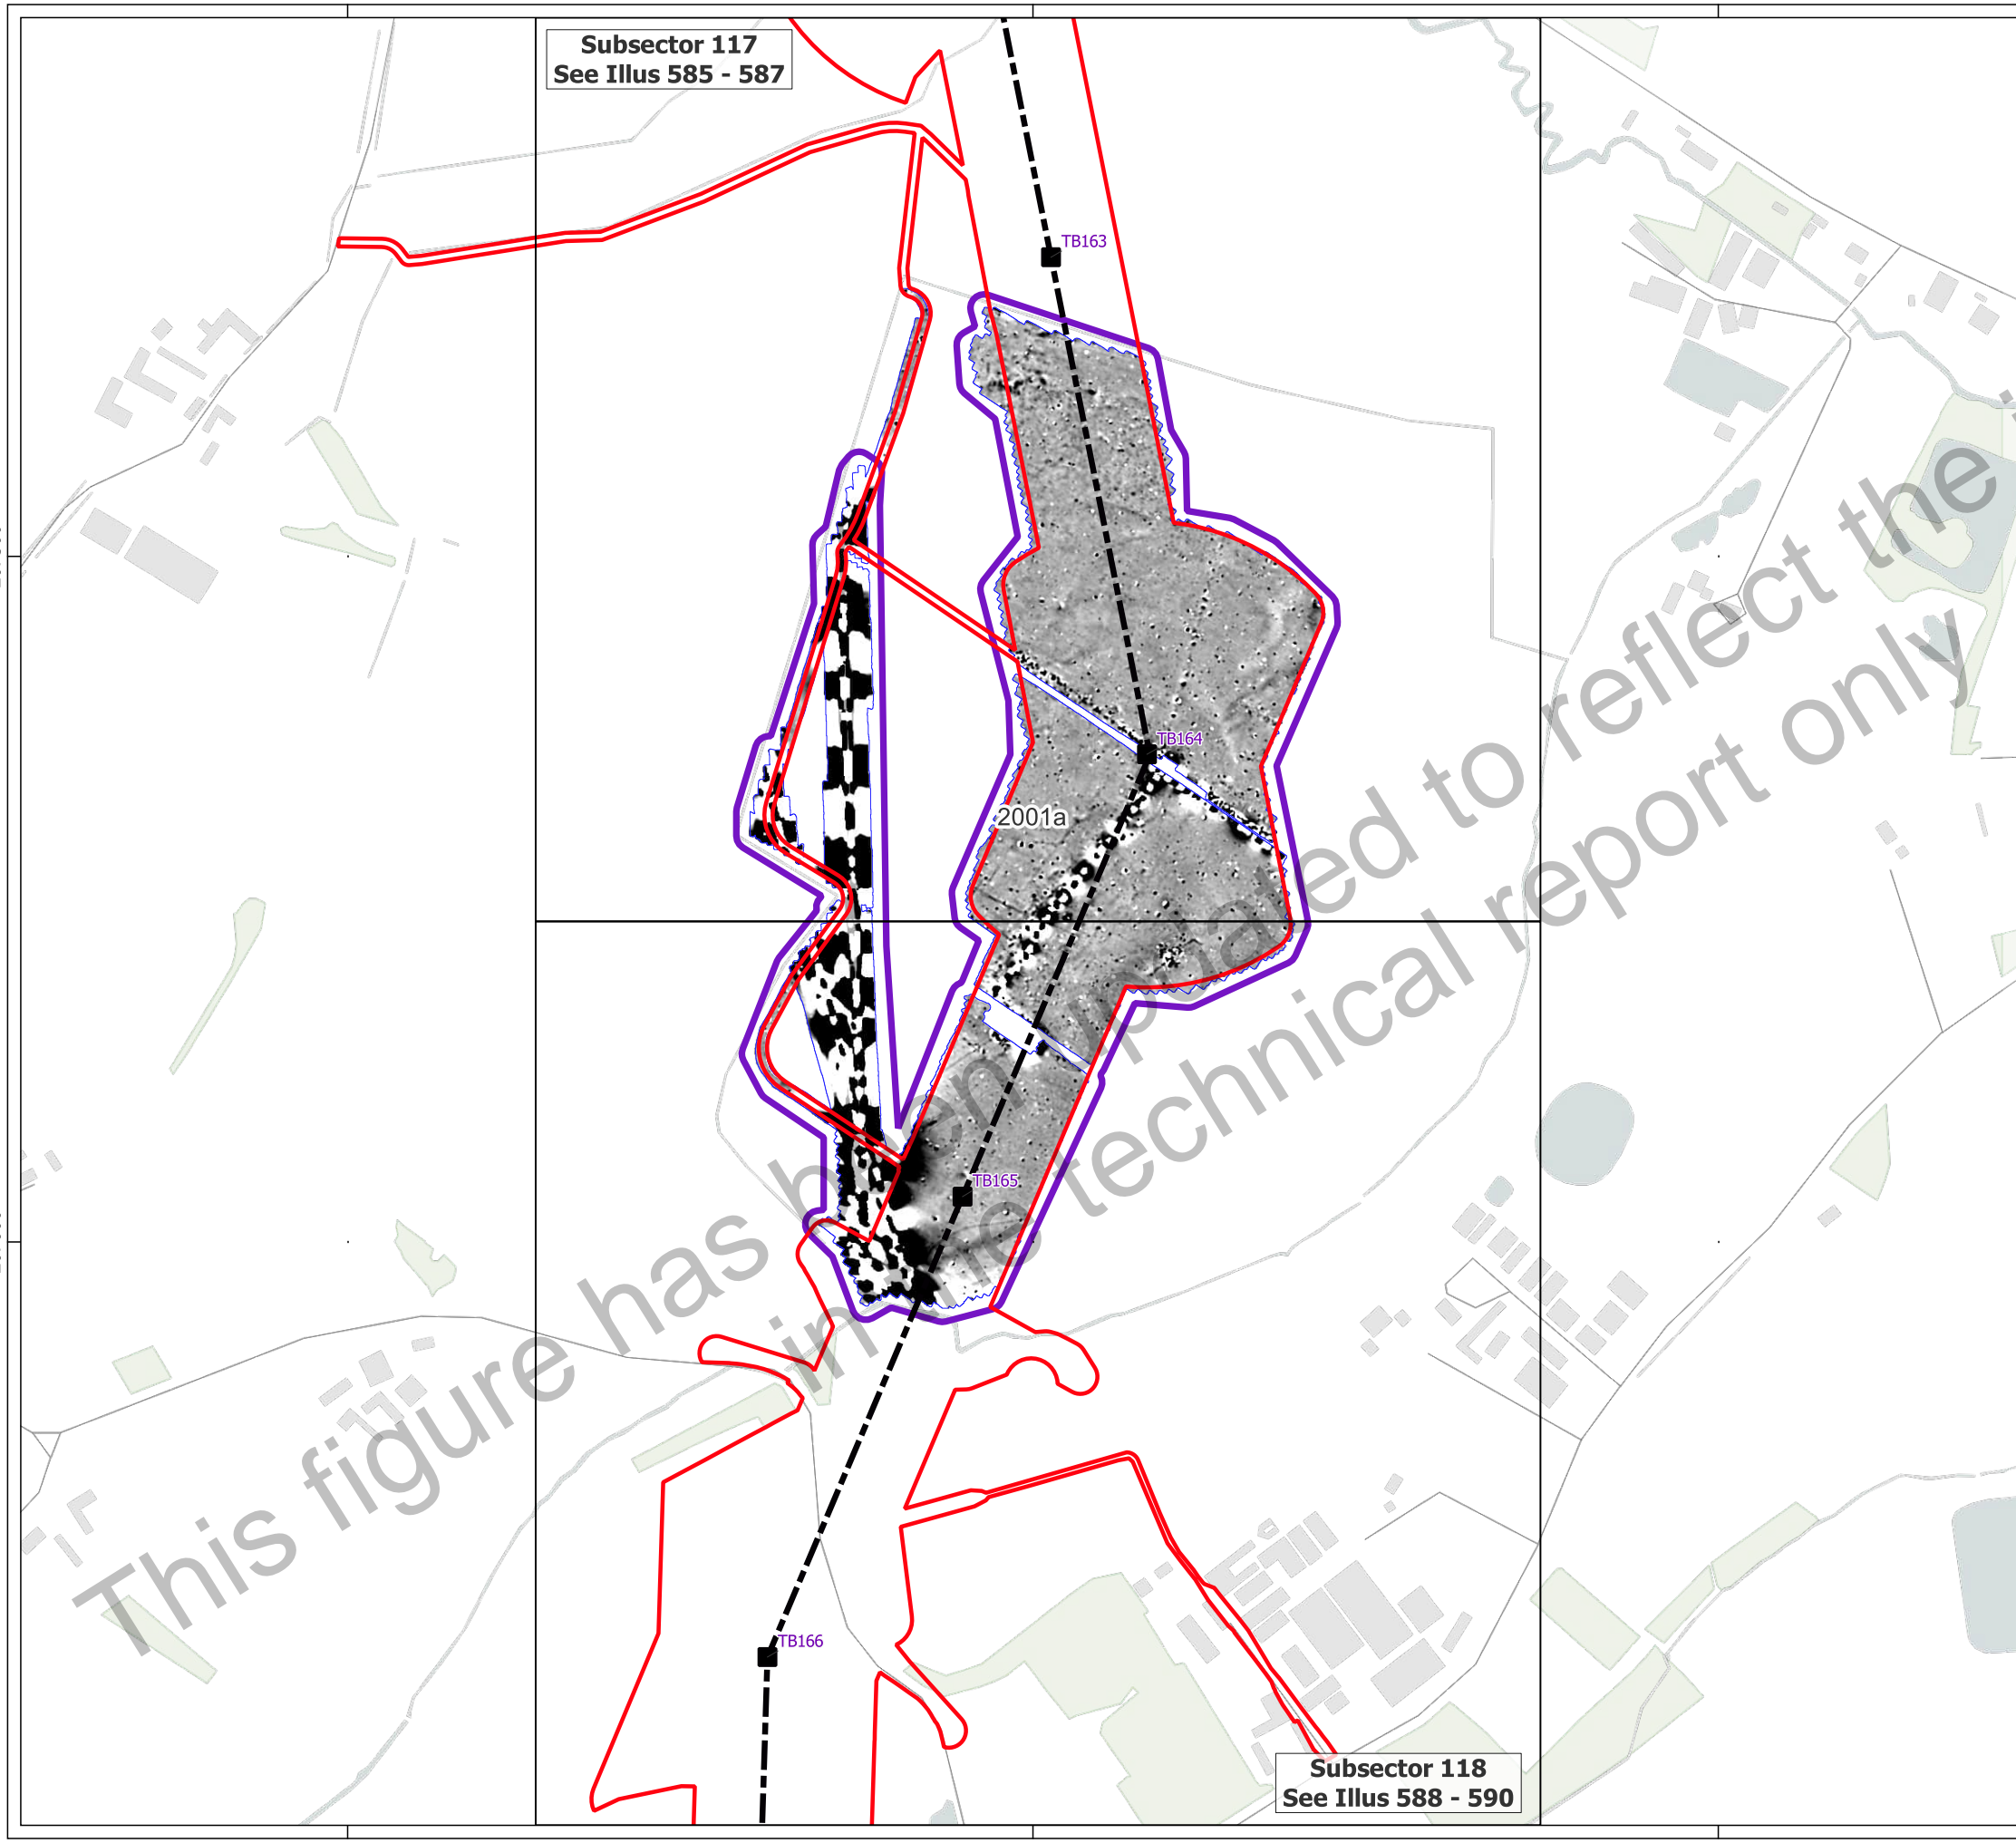 Subsector 117
See Illus 585 - 587
TB163
TB164
2001a
TB165
TB166
Subsector 118
See Illus 588 - 590
This figure has been updated to reflect the
in the technical report only